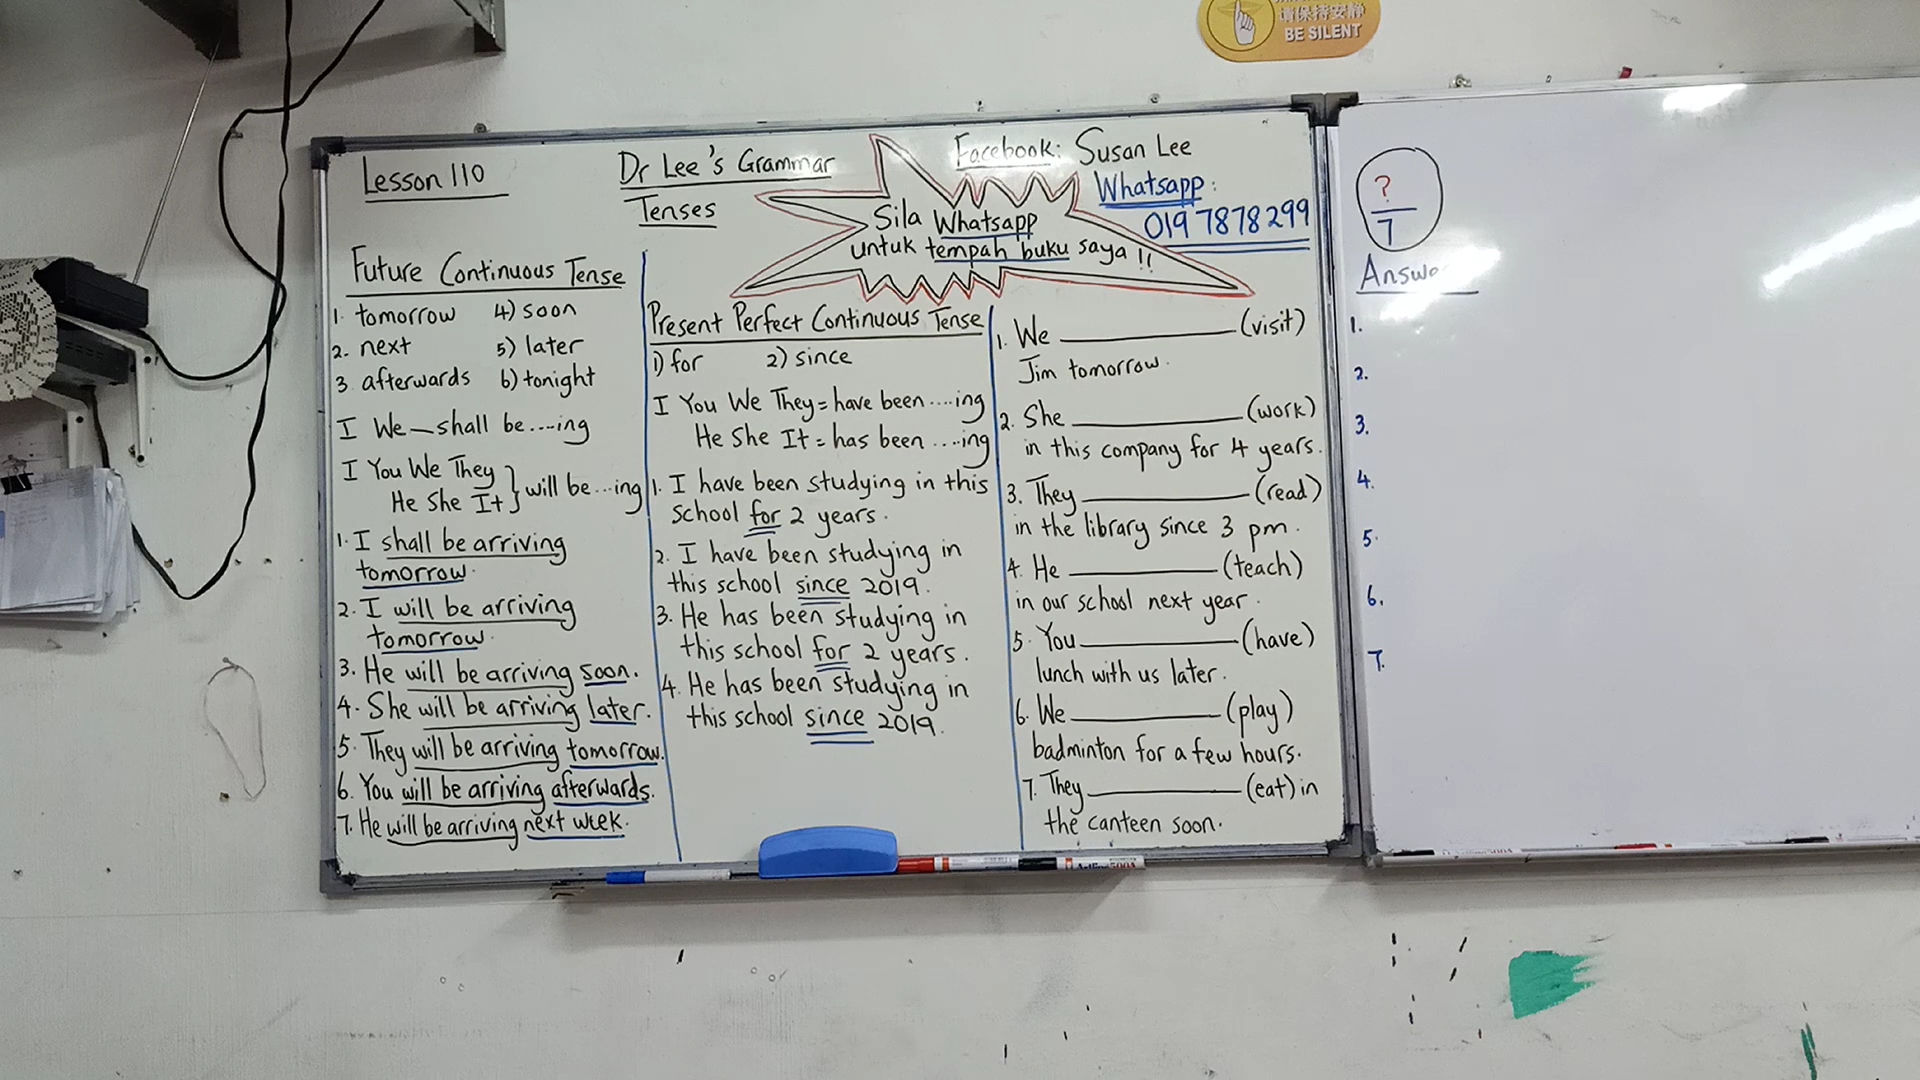 请保持安静
BE SILENT
Lesson 110
Dr Lee's Grammar
Tenses
Facebook: Susan Lee
Whatsapp:
019 7878 299
Sila Whatsapp
untuk tempah buku saya !!
Future Continuous Tense
1. tomorrow 4) soon
2. next 5) later
3. afterwards 6) tonight
I We — shall be ....ing
I You We They
He She It } will be ...ing
1. I shall be arriving
tomorrow.
2. I will be arriving
tomorrow.
3. He will be arriving soon.
4. She will be arriving later.
5. They will be arriving tomorrow.
6. You will be arriving afterwards.
7. He will be arriving next week.
Present Perfect Continuous Tense
1) for 2) since
I You We They = have been ....ing
He She It = has been ....ing
1. I have been studying in this
school for 2 years.
2. I have been studying in
this school since 2019.
3. He has been studying in
this school for 2 years.
4. He has been studying in
this school since 2019.
1. We __________ (visit)
Jim tomorrow.
2. She __________ (work)
in this company for 4 years.
3. They __________ (read)
in the library since 3 pm.
4. He __________ (teach)
in our school next year.
5. You __________ (have)
lunch with us later.
6. We __________ (play)
badminton for a few hours.
7. They __________ (eat) in
the canteen soon.
?
7
1.
2.
3.
4.
5.
6.
7.